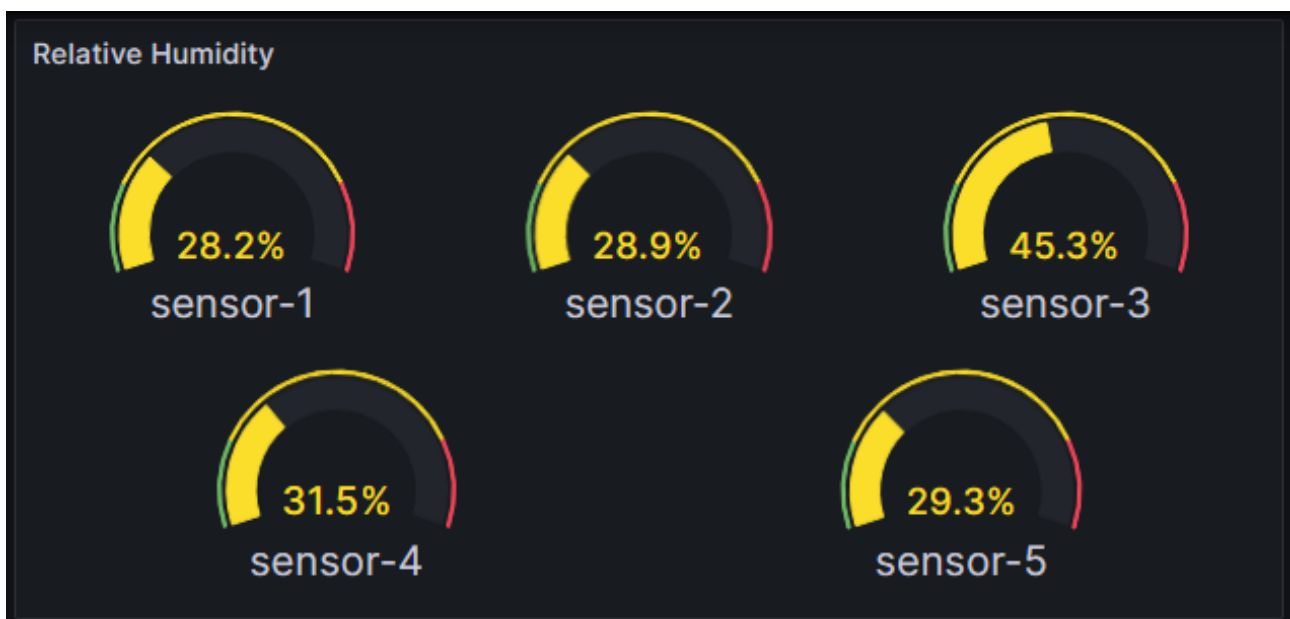 Relative Humidity
28.2%
sensor-1
28.9%
sensor-2
45.3%
sensor-3
31.5%
sensor-4
29.3%
sensor-5